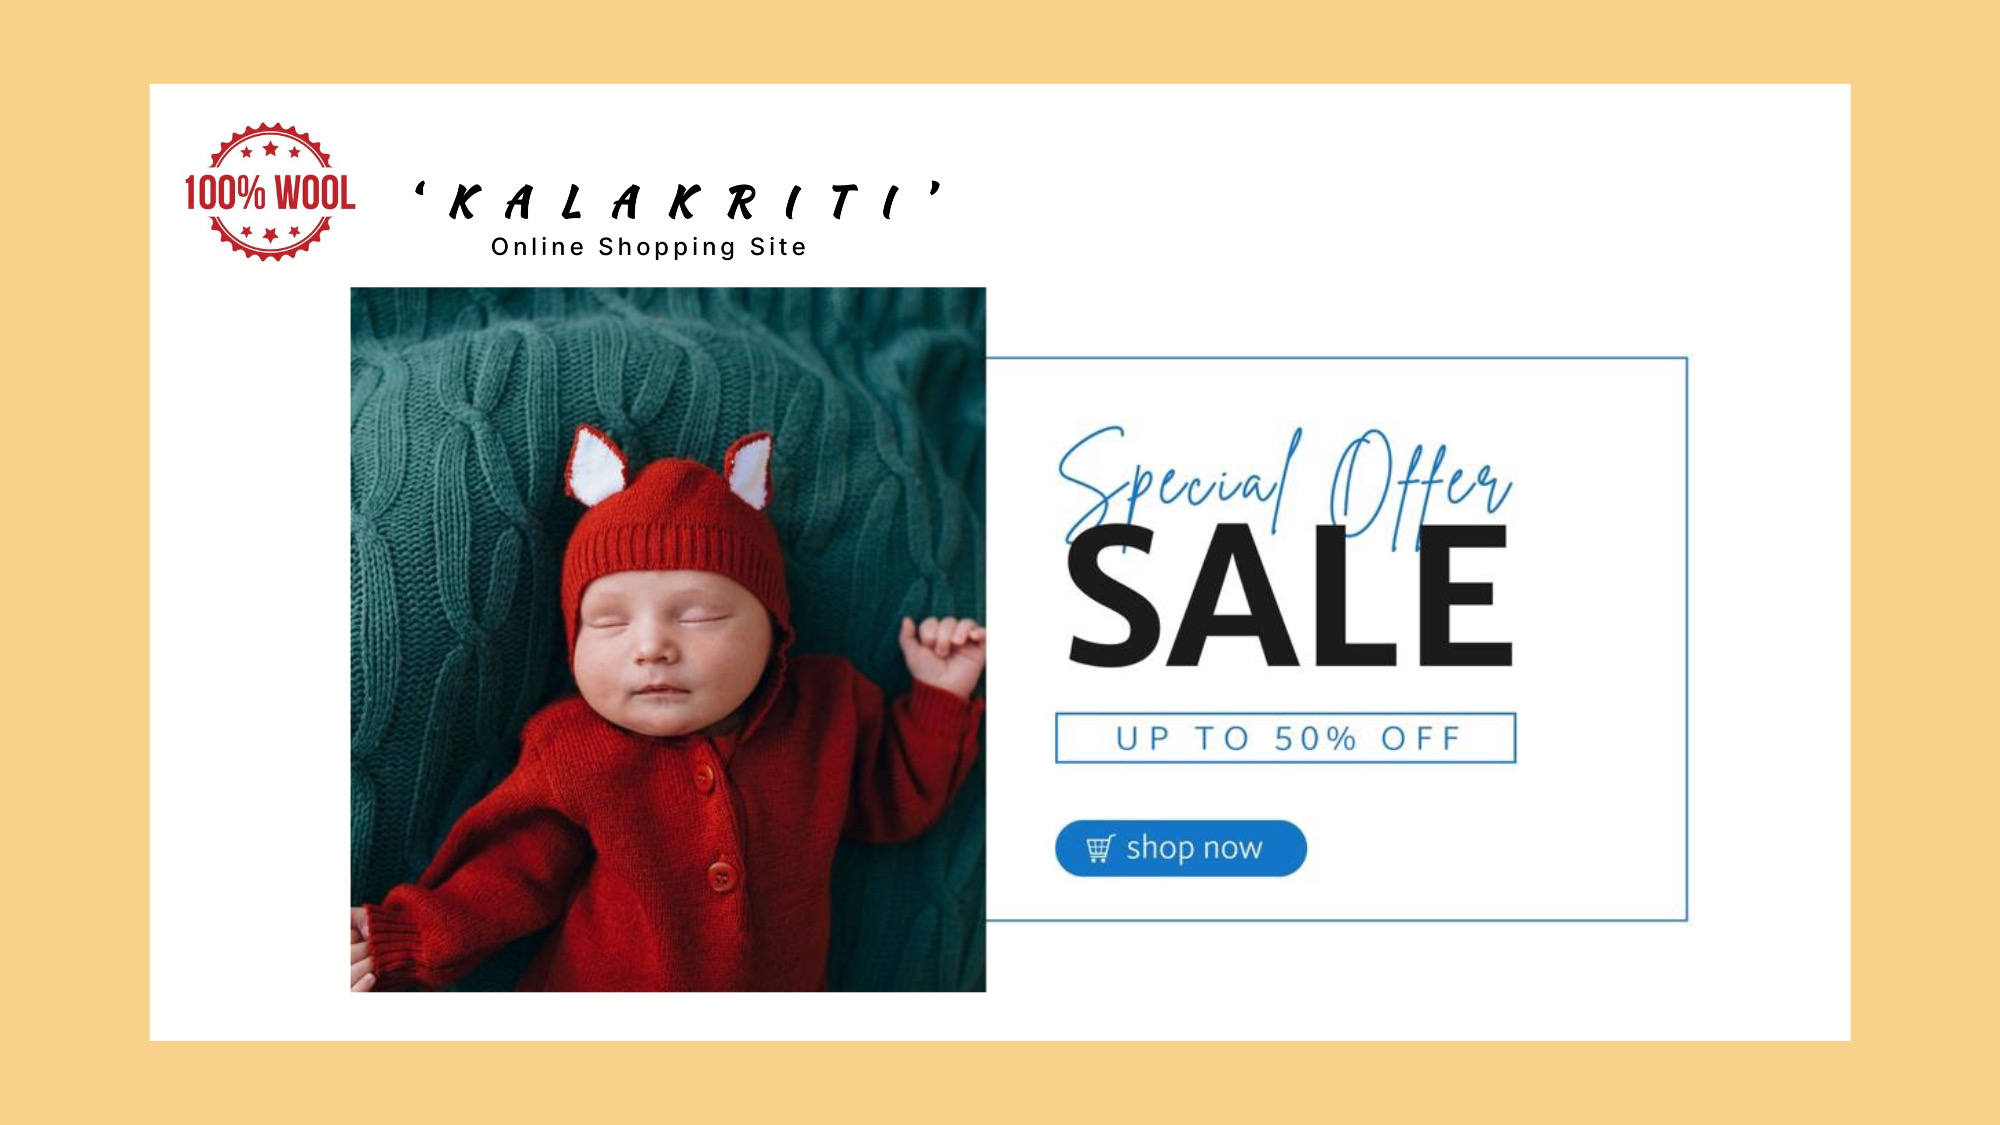 100% WOOL
‘KALAKRITI’
Online Shopping Site
Special Offer
SALE
UP TO 50% OFF
shop now